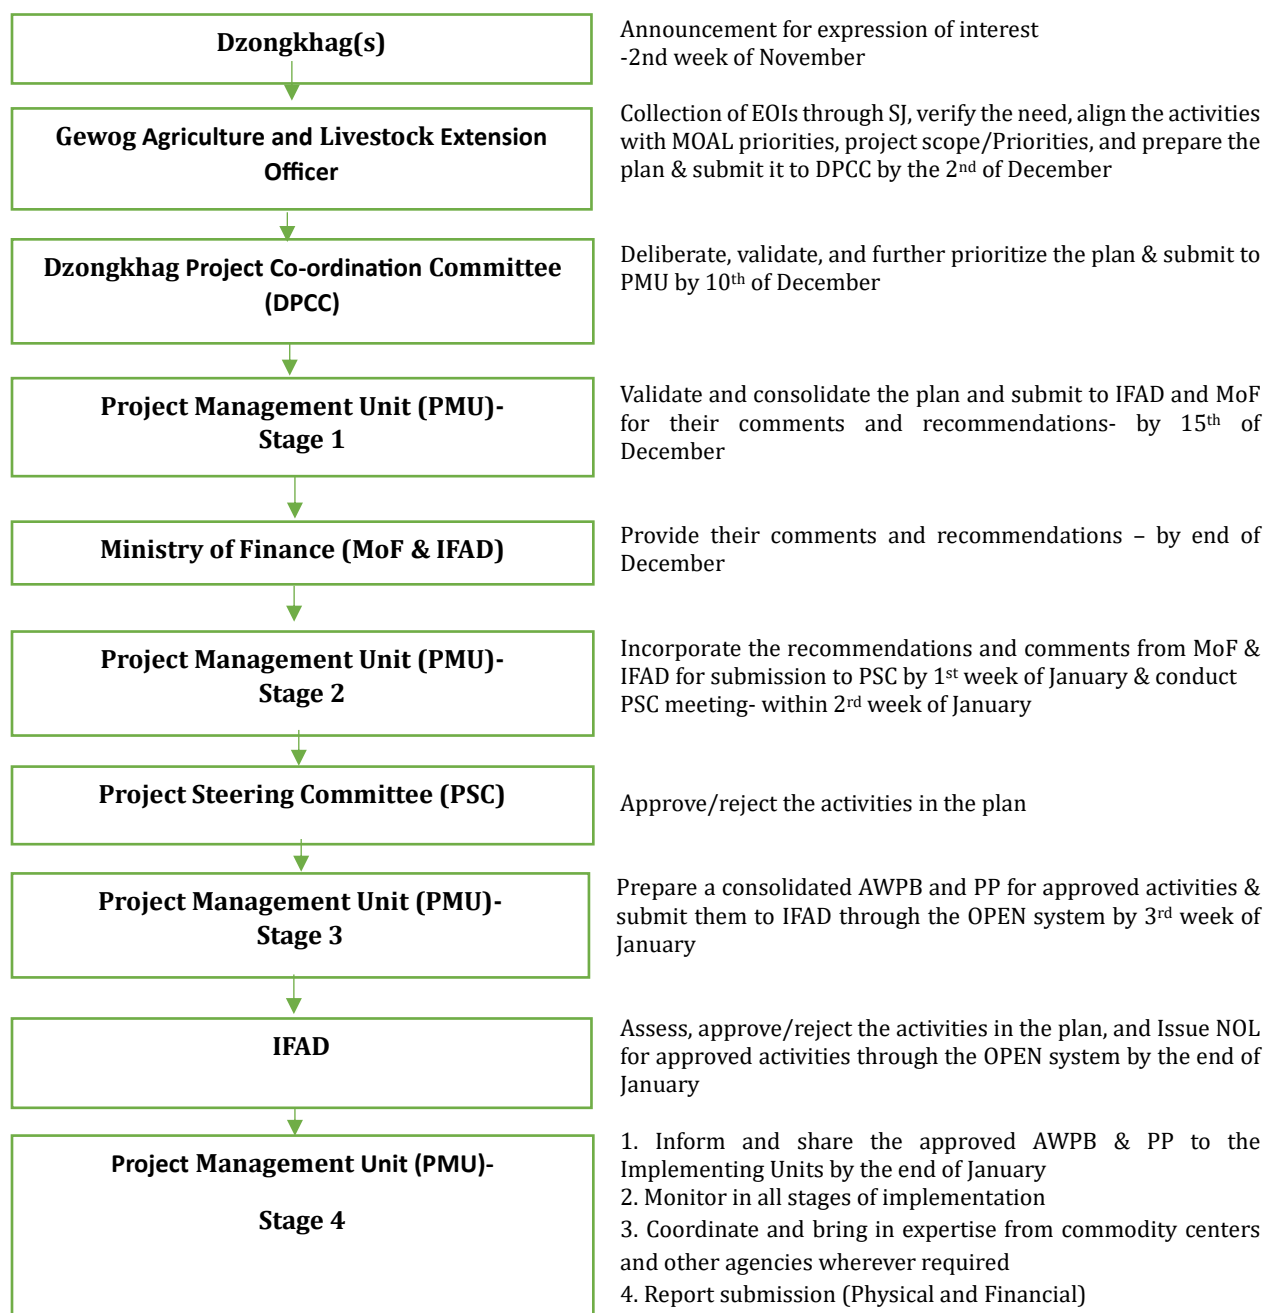 Dzongkhag(s)
Announcement for expression of interest
-2nd week of November
Gewog Agriculture and Livestock Extension
Officer
Collection of EOIs through SJ, verify the need, align the activities
with MOAL priorities, project scope/Priorities, and prepare the
plan & submit it to DPCC by the 2nd of December
Dzongkhag Project Co-ordination Committee
(DPCC)
Deliberate, validate, and further prioritize the plan & submit to
PMU by 10th of December
Project Management Unit (PMU)-
Stage 1
Validate and consolidate the plan and submit to IFAD and MoF
for their comments and recommendations- by 15th of
December
Ministry of Finance (MoF & IFAD)
Provide their comments and recommendations – by end of
December
Project Management Unit (PMU)-
Stage 2
Incorporate the recommendations and comments from MoF &
IFAD for submission to PSC by 1st week of January & conduct
PSC meeting- within 2rd week of January
Project Steering Committee (PSC)
Approve/reject the activities in the plan
Project Management Unit (PMU)-
Stage 3
Prepare a consolidated AWPB and PP for approved activities &
submit them to IFAD through the OPEN system by 3rd week of
January
IFAD
Assess, approve/reject the activities in the plan, and Issue NOL
for approved activities through the OPEN system by the end of
January
Project Management Unit (PMU)-
Stage 4
1. Inform and share the approved AWPB & PP to the
Implementing Units by the end of January
2. Monitor in all stages of implementation
3. Coordinate and bring in expertise from commodity centers
and other agencies wherever required
4. Report submission (Physical and Financial)